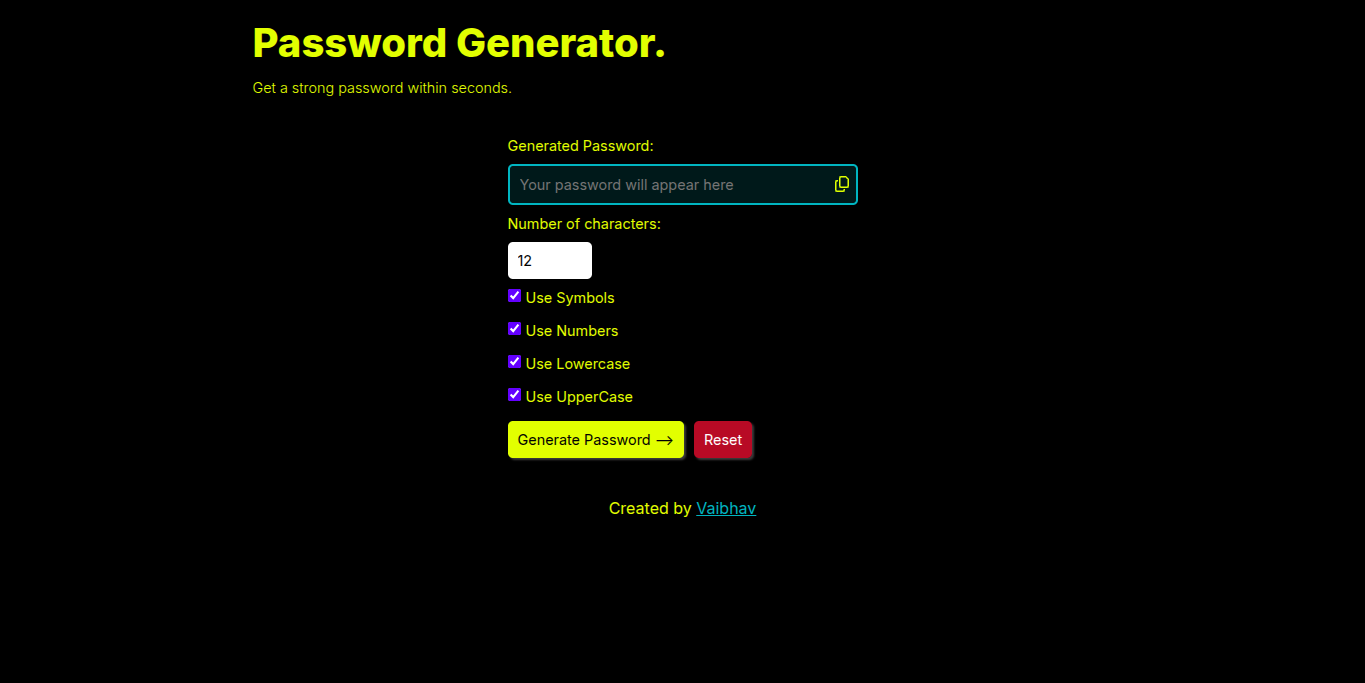 Password Generator.
Get a strong password within seconds.
Generated Password:
Your password will appear here
Number of characters:
12
Use Symbols
Use Numbers
Use Lowercase
Use UpperCase
Generate Password → Reset
Created by Vaibhav